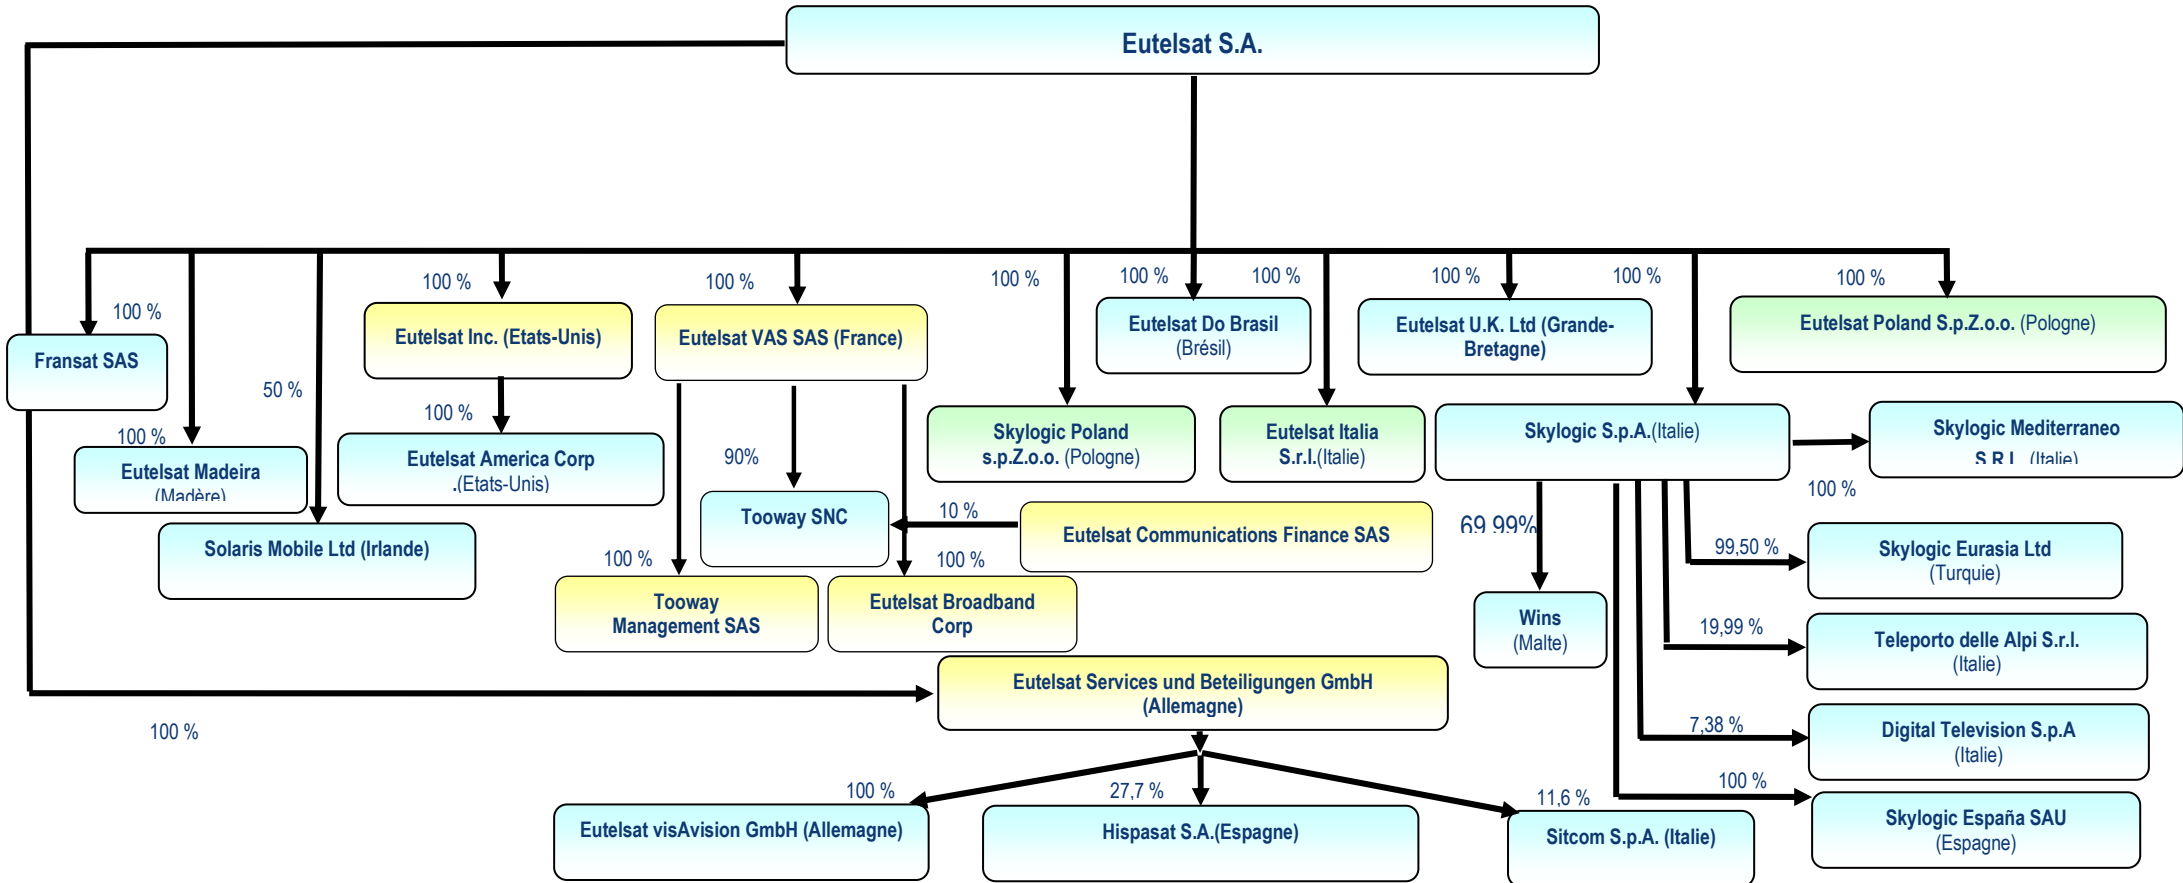 Eutelsat S.A.
100 %
100 %
100 %
100 %
100 %
100 %
100 %
100 %
100 %
100 %
Fransat SAS
Eutelsat Inc. (Etats-Unis)
Eutelsat VAS SAS (France)
Eutelsat Do Brasil
(Brésil)
Eutelsat U.K. Ltd (Grande-
Bretagne)
Eutelsat Poland S.p.Z.o.o. (Pologne)
50 %
100 %
100 %
90%
Eutelsat Madeira
(Madère)
Eutelsat America Corp
.(Etats-Unis)
Skylogic Poland
s.p.Z.o.o. (Pologne)
Eutelsat Italia
S.r.l.(Italie)
Skylogic S.p.A.(Italie)
Skylogic Mediterraneo
S.R.L. (Italie)
100 %
Solaris Mobile Ltd (Irlande)
Tooway SNC
10 %
Eutelsat Communications Finance SAS
69,99%
99,50 %
Skylogic Eurasia Ltd
(Turquie)
100 %
100 %
Tooway
Management SAS
Eutelsat Broadband
Corp
Wins
(Malte)
19,99 %
Teleporto delle Alpi S.r.l.
(Italie)
Eutelsat Services und Beteiligungen GmbH
(Allemagne)
100 %
7,38 %
Digital Television S.p.A
(Italie)
100 %
27,7 %
11,6 %
100 %
Eutelsat visAvision GmbH (Allemagne)
Hispasat S.A.(Espagne)
Sitcom S.p.A. (Italie)
Skylogic España SAU
(Espagne)